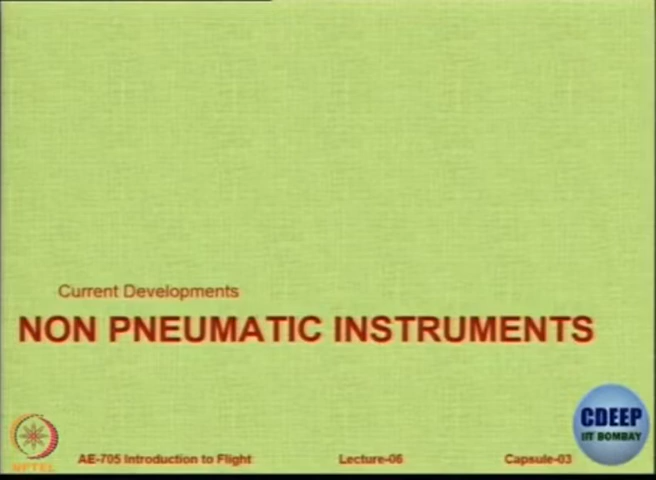 Current Developments
NON PNEUMATIC INSTRUMENTS
CDEEP
IIT BOMBAY
NPTEL
AE-705 Introduction to Flight
Lecture-06
Capsule-03